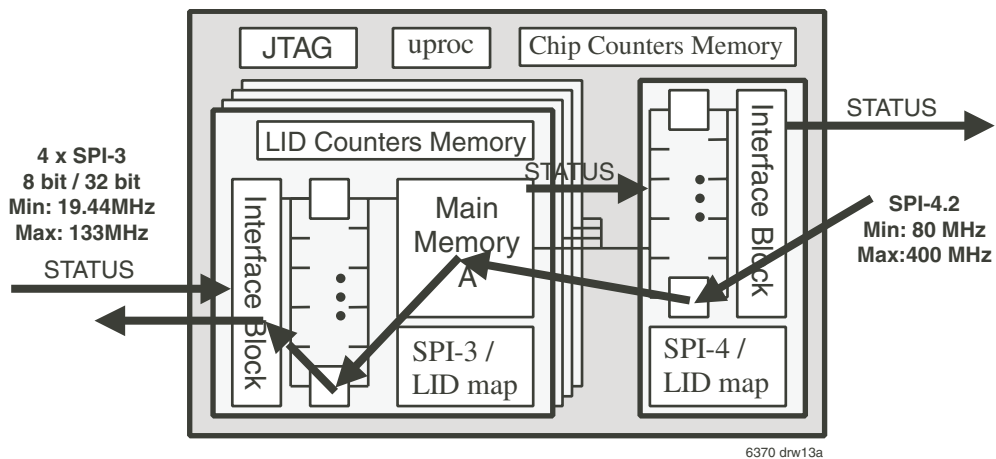 JTAG
uproc
Chip Counters Memory
LID Counters Memory
STATUS
4 x SPI-3
8 bit / 32 bit
Min: 19.44MHz
Max: 133MHz
STATUS
Interface Block
Main
Memory
A
SPI-3 /
LID map
STATUS
Interface Block
SPI-4 /
LID map
SPI-4.2
Min: 80 MHz
Max:400 MHz
6370 drw13a